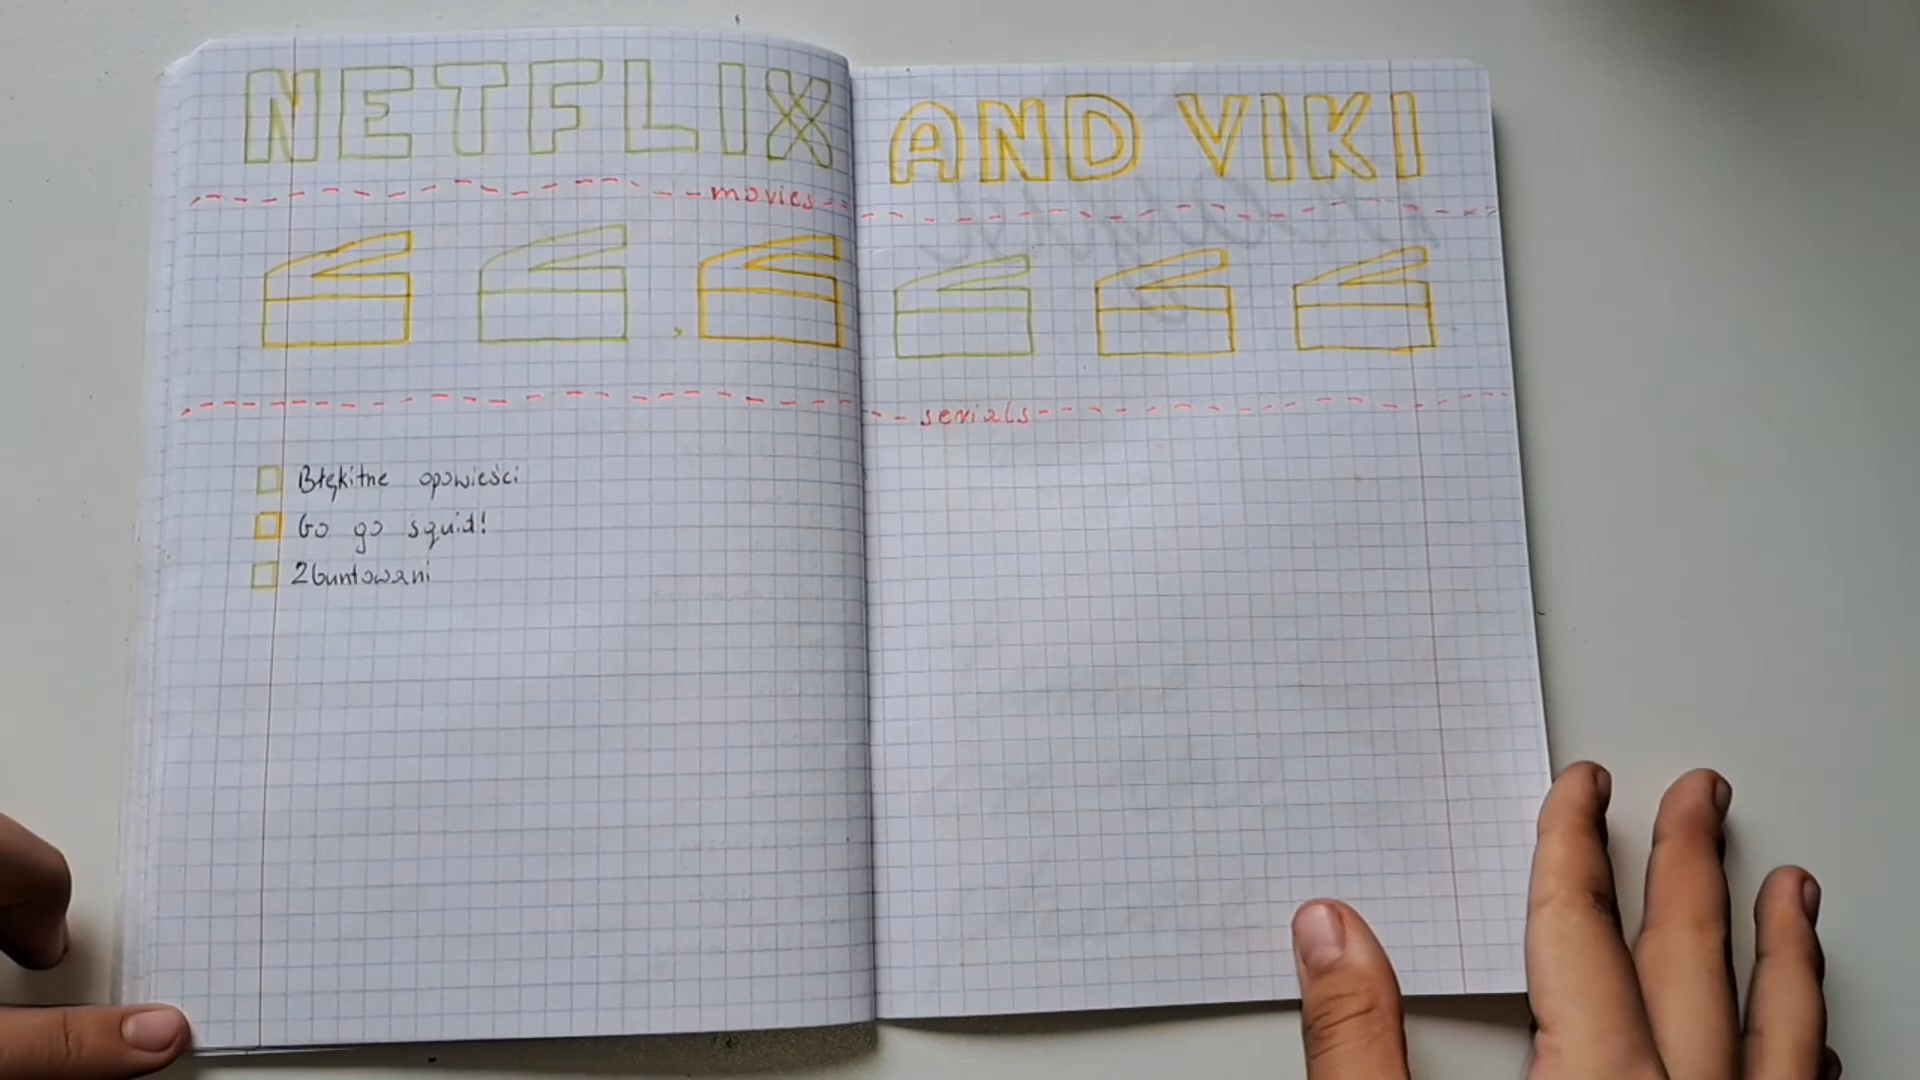 NETFLIX AND VIKI
movies
serials
Błękitne opowieści
Go go squid!
Zbuntowani